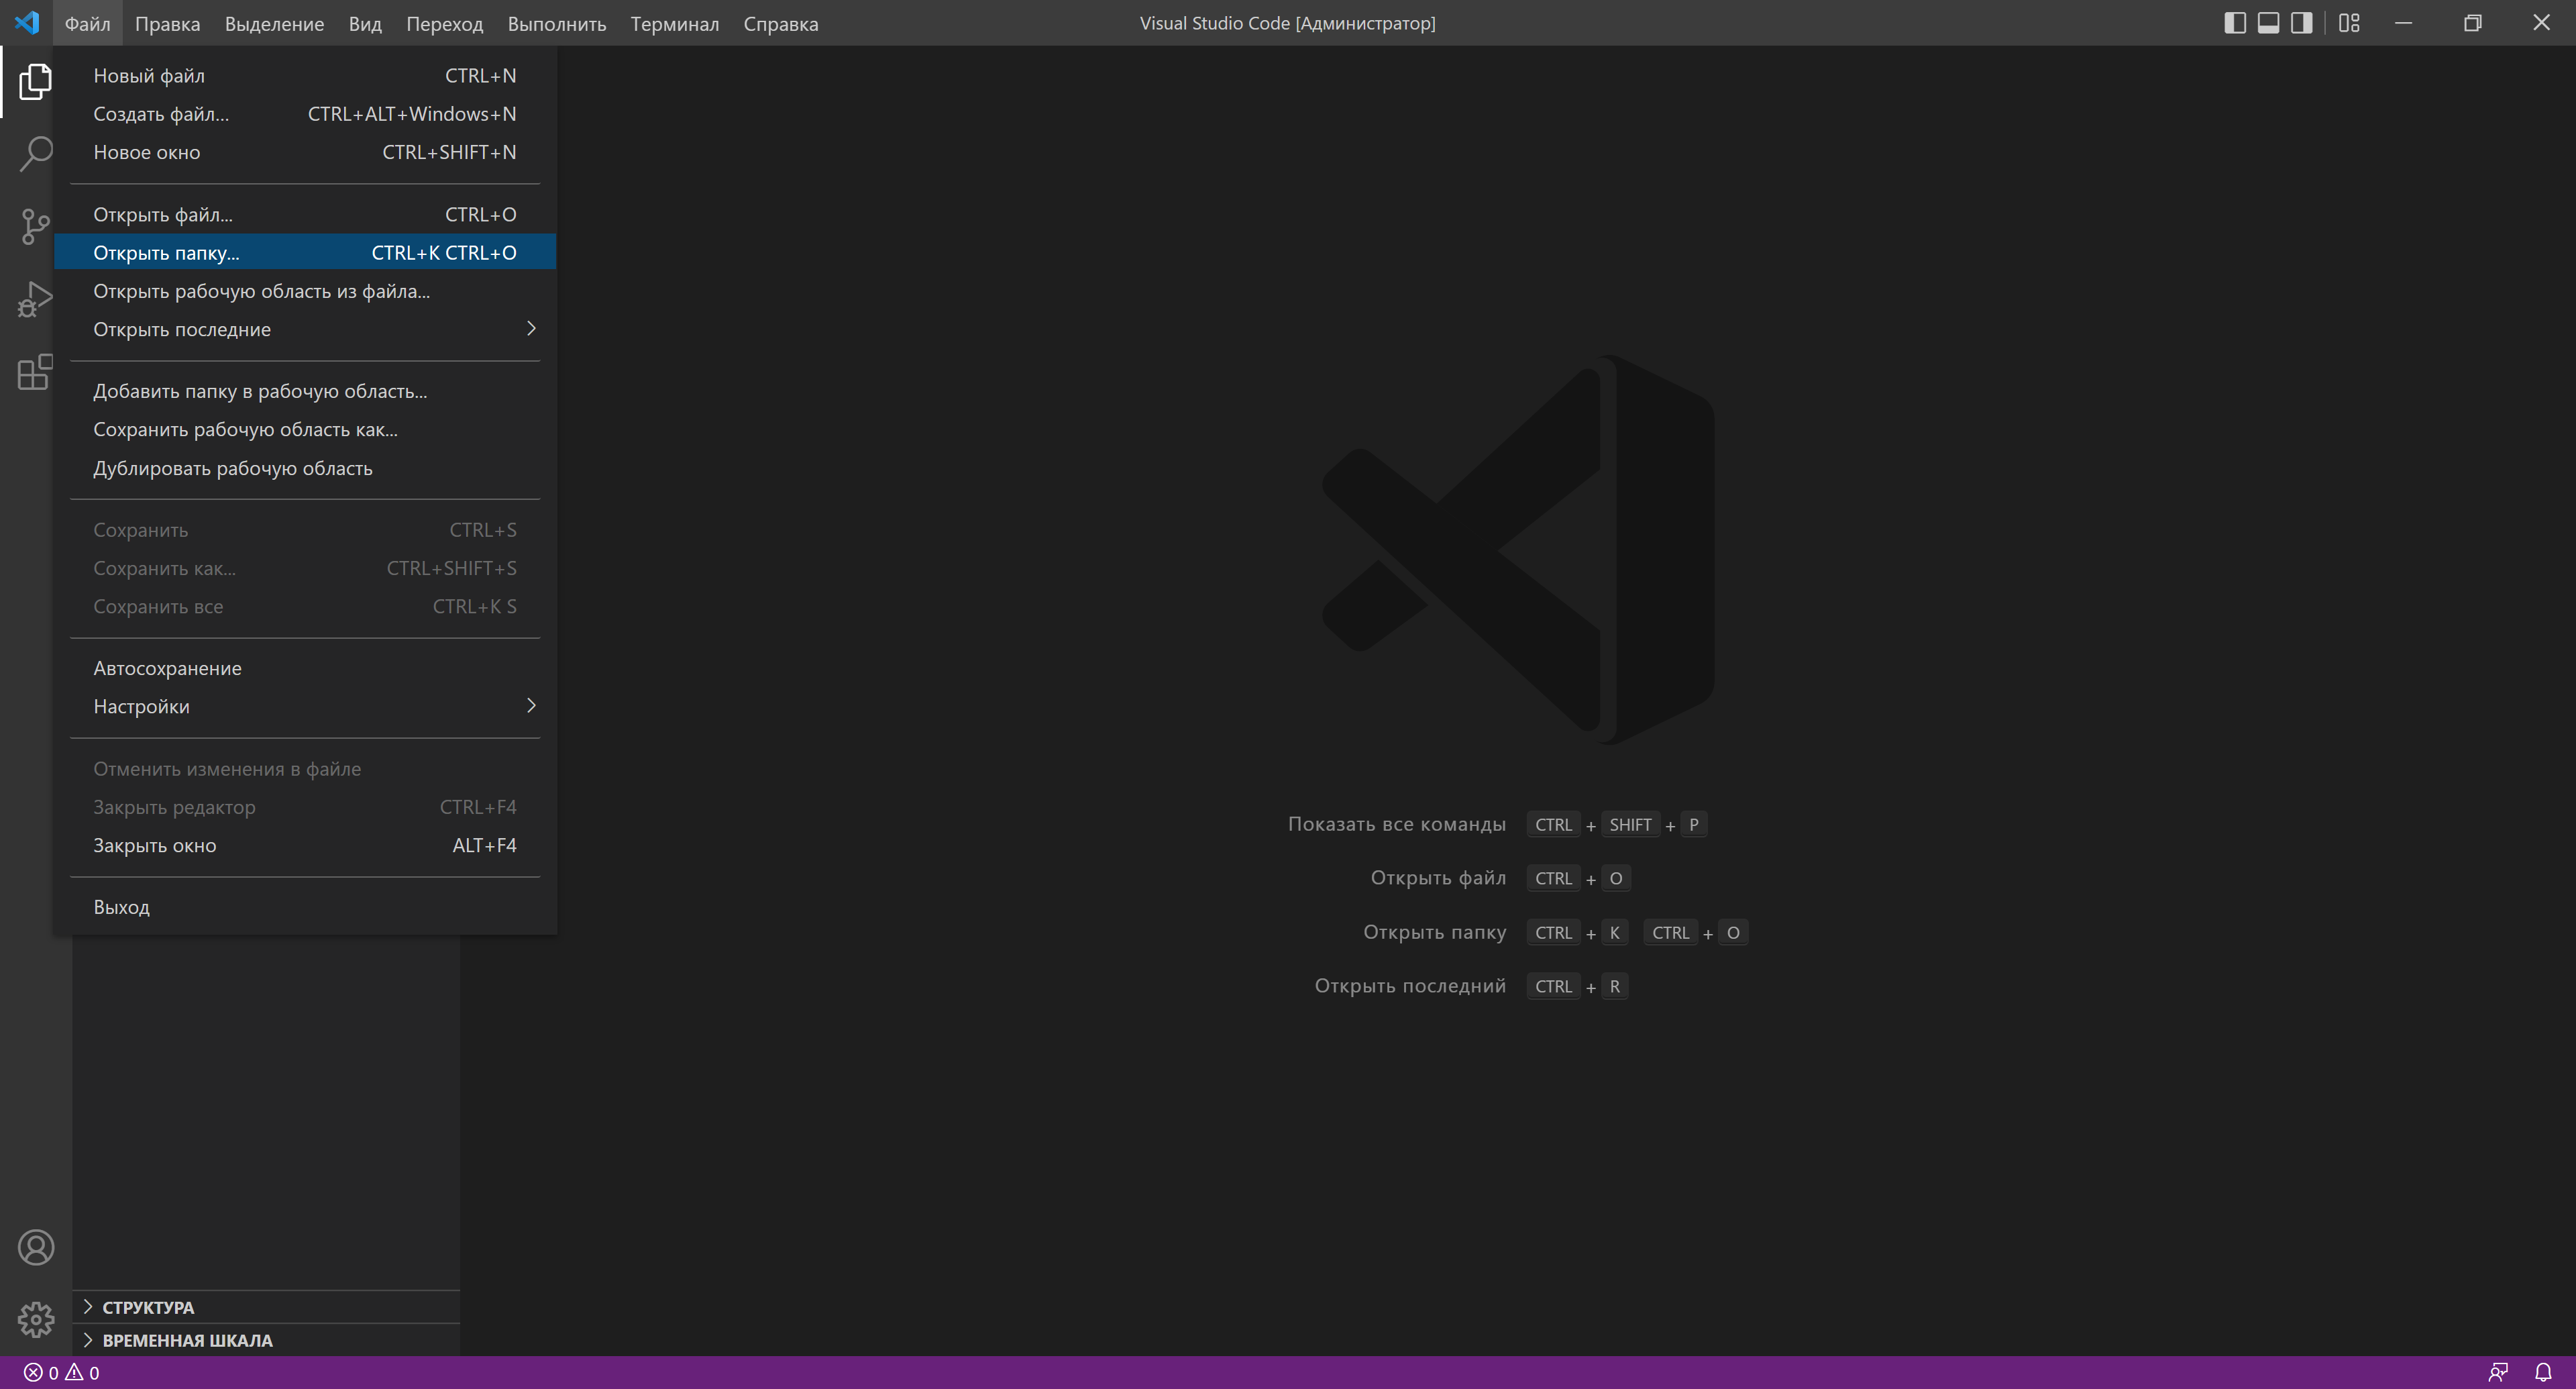 Файл Правка Выделение Вид Переход Выполнить Терминал Справка Visual Studio Code [Администратор]
Новый файл CTRL+N
Создать файл... CTRL+ALT+Windows+N
Новое окно CTRL+SHIFT+N
Открыть файл... CTRL+O
Открыть папку... CTRL+K CTRL+O
Открыть рабочую область из файла...
Открыть последние
Добавить папку в рабочую область...
Сохранить рабочую область как...
Дублировать рабочую область
Сохранить CTRL+S
Сохранить как... CTRL+SHIFT+S
Сохранить все CTRL+K S
Автосохранение
Настройки
Отменить изменения в файле
Закрыть редактор CTRL+F4
Закрыть окно ALT+F4
Выход
Показать все команды CTRL + SHIFT + P
Открыть файл CTRL + O
Открыть папку CTRL + K CTRL + O
Открыть последний CTRL + R
СТРУКТУРА
ВРЕМЕННАЯ ШКАЛА
0 0